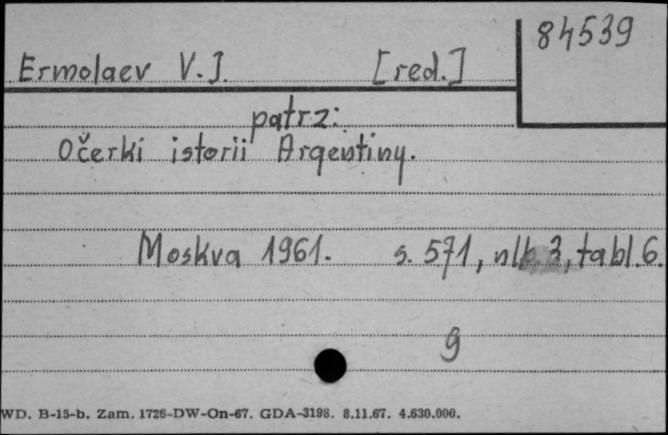 84539
Ermolaev V.I. [red.]
patrz:
Očerki istorii Argentiny.
Moskva 1961. s. 571, nlb. 3, tabl. 6.
9
WD. B-15-b. Zam. 1726-DW-On-67. GDA-3198. 8.11.67. 4.630.000.